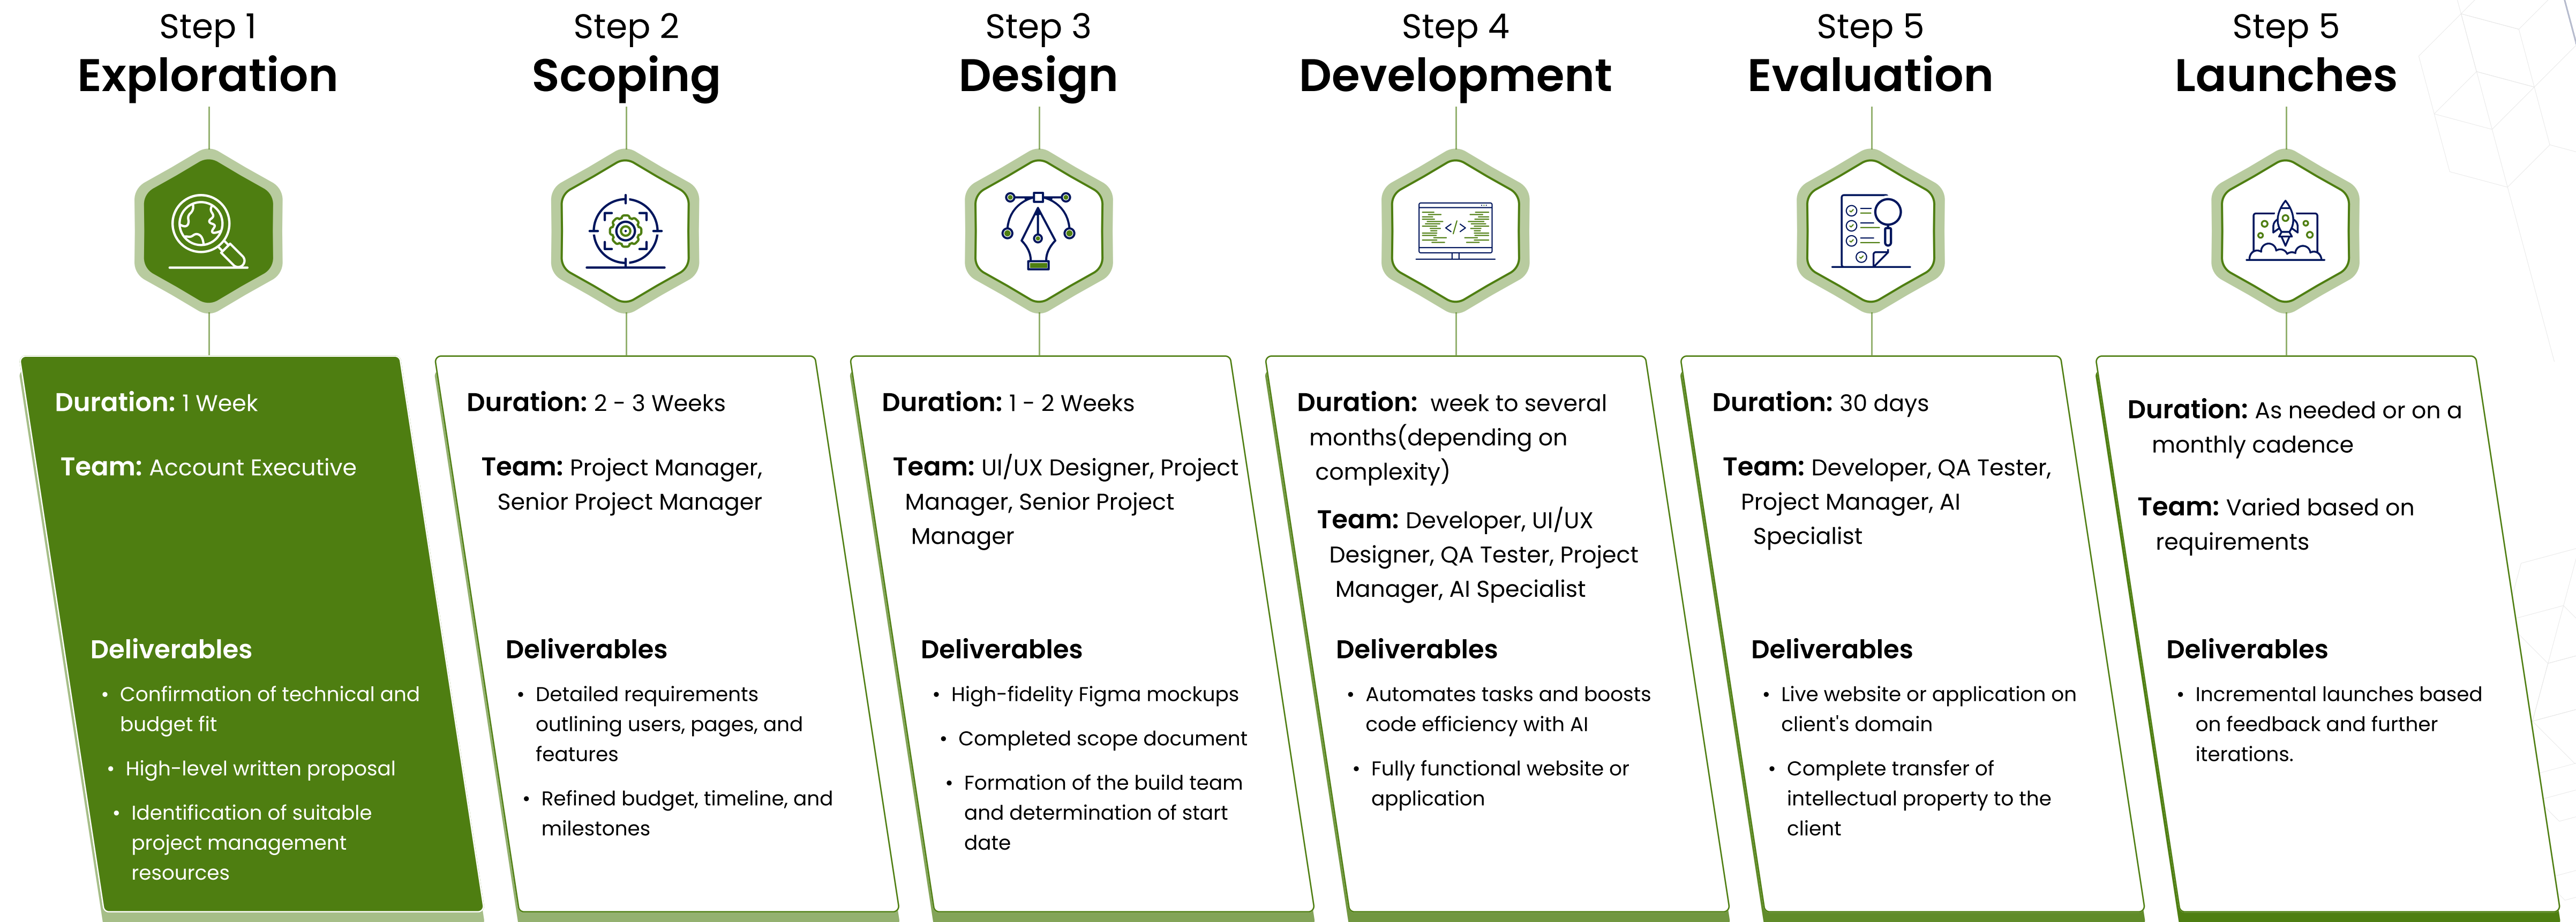 Step 1
Exploration
Duration: 1 Week
Team: Account Executive
Deliverables
• Confirmation of technical and
budget fit
• High-level written proposal
• Identification of suitable
project management
resources
Step 2
Scoping
Duration: 2 - 3 Weeks
Team: Project Manager,
Senior Project Manager
Deliverables
• Detailed requirements
outlining users, pages, and
features
• Refined budget, timeline, and
milestones
Step 3
Design
Duration: 1 - 2 Weeks
Team: UI/UX Designer, Project
Manager, Senior Project
Manager
Deliverables
• High-fidelity Figma mockups
• Completed scope document
• Formation of the build team
and determination of start
date
Step 4
Development
Duration: week to several
months(depending on
complexity)
Team: Developer, UI/UX
Designer, QA Tester, Project
Manager, AI Specialist
Deliverables
• Automates tasks and boosts
code efficiency with AI
• Fully functional website or
application
Step 5
Evaluation
Duration: 30 days
Team: Developer, QA Tester,
Project Manager, AI
Specialist
Deliverables
• Live website or application on
client's domain
• Complete transfer of
intellectual property to the
client
Step 5
Launches
Duration: As needed or on a
monthly cadence
Team: Varied based on
requirements
Deliverables
• Incremental launches based
on feedback and further
iterations.